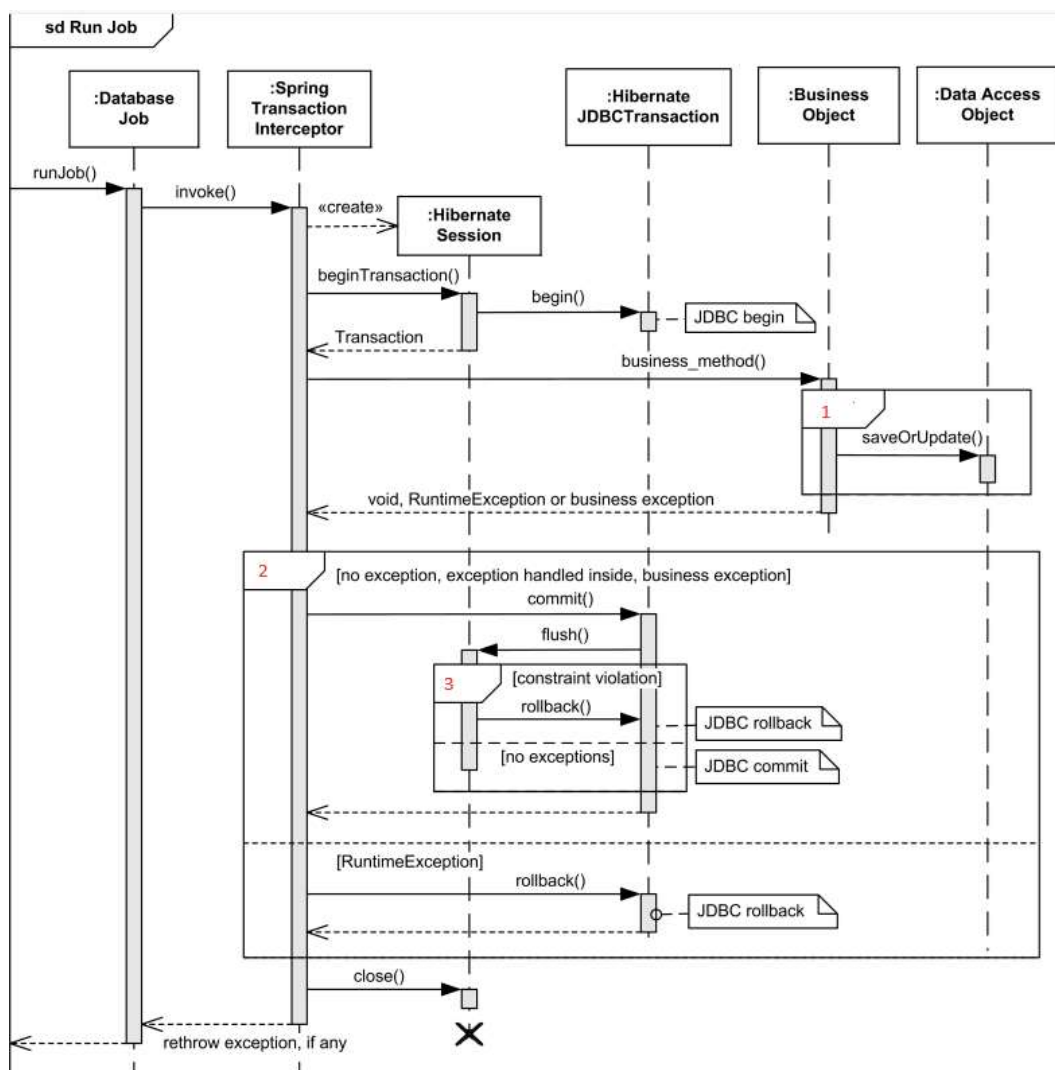 sd Run Job
:Database
Job
:Spring
Transaction
Interceptor
:Hibernate
JDBCTransaction
:Business
Object
:Data Access
Object
runJob()
invoke()
«create»
:Hibernate
Session
beginTransaction()
begin()
JDBC begin
Transaction
business_method()
1
saveOrUpdate()
void, RuntimeException or business exception
2
[no exception, exception handled inside, business exception]
commit()
flush()
3
[constraint violation]
rollback()
JDBC rollback
[no exceptions]
JDBC commit
[RuntimeException]
rollback()
JDBC rollback
close()
rethrow exception, if any